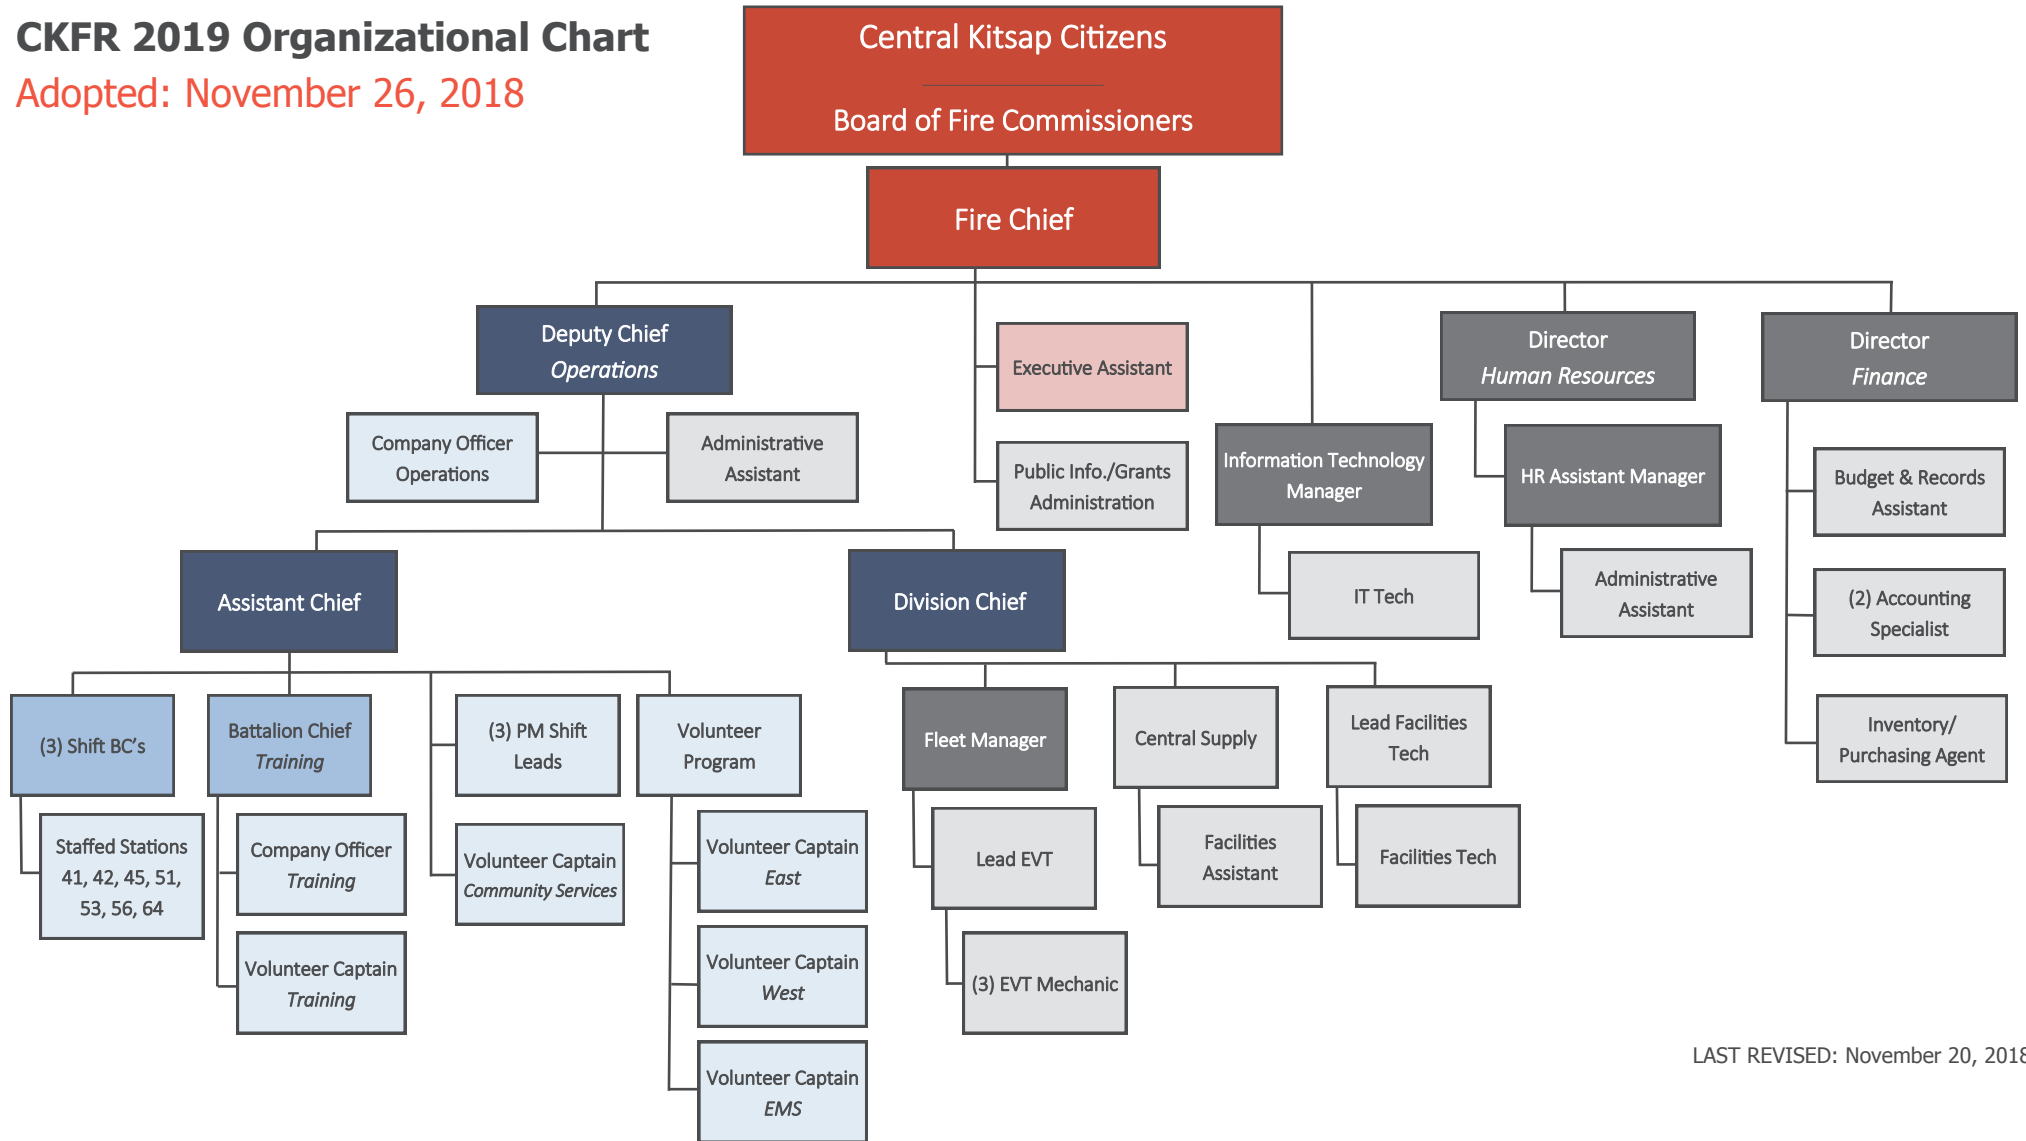 CKFR 2019 Organizational Chart
Adopted: November 26, 2018
Central Kitsap Citizens
Board of Fire Commissioners
Fire Chief
Deputy Chief
Operations
Company Officer
Operations
Administrative
Assistant
Executive Assistant
Public Info./Grants
Administration
Information Technology
Manager
IT Tech
Director
Human Resources
HR Assistant Manager
Administrative
Assistant
Director
Finance
Budget & Records
Assistant
(2) Accounting
Specialist
Inventory/
Purchasing Agent
Assistant Chief
Division Chief
(3) Shift BC’s
Staffed Stations
41, 42, 45, 51,
53, 56, 64
Battalion Chief
Training
Company Officer
Training
Volunteer Captain
Training
(3) PM Shift
Leads
Volunteer Captain
Community Services
Volunteer
Program
Volunteer Captain
East
Volunteer Captain
West
Volunteer Captain
EMS
Fleet Manager
Lead EVT
(3) EVT Mechanic
Central Supply
Facilities
Assistant
Lead Facilities
Tech
Facilities Tech
LAST REVISED: November 20, 2018